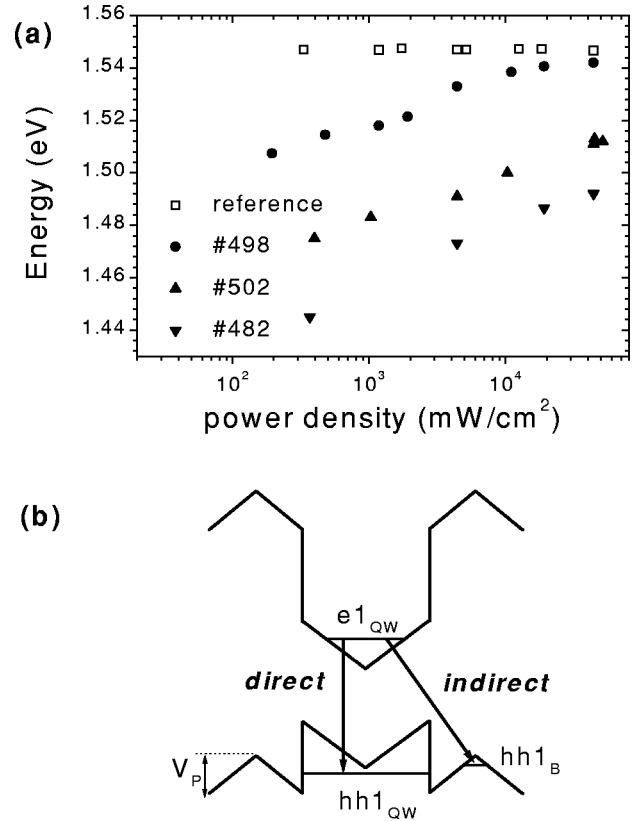 (a)
1.56
1.54
1.52
1.50
1.48
1.46
1.44
Energy (eV)
reference
#498
#502
#482
10²
10³
10⁴
power density (mW/cm²)
(b)
e1QW
direct
indirect
VP
hh1B
hh1QW